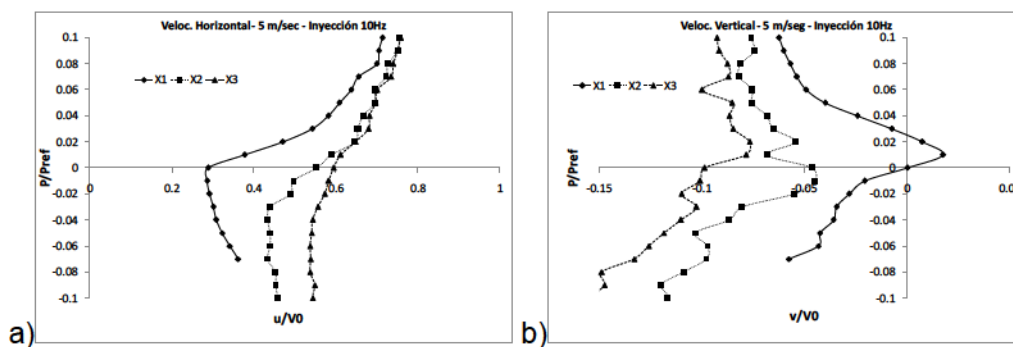 Veloc. Horizontal- 5 m/sec - Inyección 10Hz
0.1
0.08
0.06
0.04
0.02
0
-0.02
-0.04
-0.06
-0.08
-0.1
P/Pref
X1 X2 X3
0 0.2 0.4 0.6 0.8 1
u/V0
a)
Veloc. Vertical- 5 m/seg - Inyección 10Hz
0.1
0.08
0.06
0.04
0.02
0
-0.02
-0.04
-0.06
-0.08
-0.1
P/Pref
X1 X2 X3
-0.15 -0.1 -0.05 0 0.0
v/V0
b)